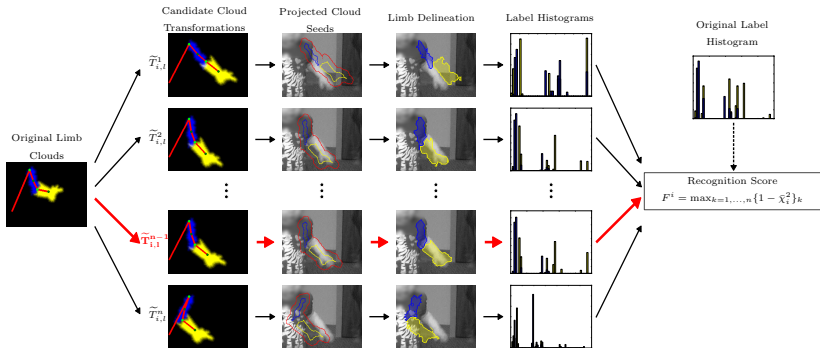 Candidate Cloud
Transformations
Projected Cloud
Seeds
Limb Delineation
Label Histograms
Original Label
Histogram
Original Limb
Clouds
T̃¹ᵢ,ₗ
T̃²ᵢ,ₗ
⋮ ⋮ ⋮ ⋮
T̃ⁿ⁻¹ᵢ,ₗ
T̃ⁿᵢ,ₗ
Recognition Score
Fⁱ = max_{k=1,...,n}{1 − χ̄²ᵢ}ₖ